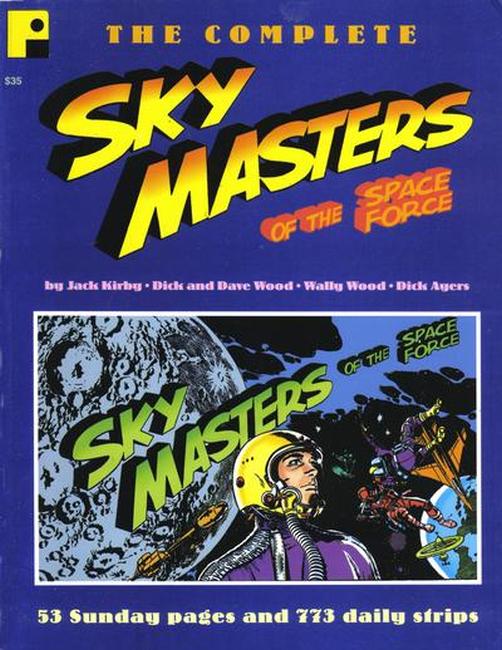 THE COMPLETE
$35
SKY
MASTERS
OF THE SPACE
FORCE
by Jack Kirby • Dick and Dave Wood • Wally Wood • Dick Ayers
SKY
MASTERS
OF THE SPACE
FORCE
53 Sunday pages and 773 daily strips